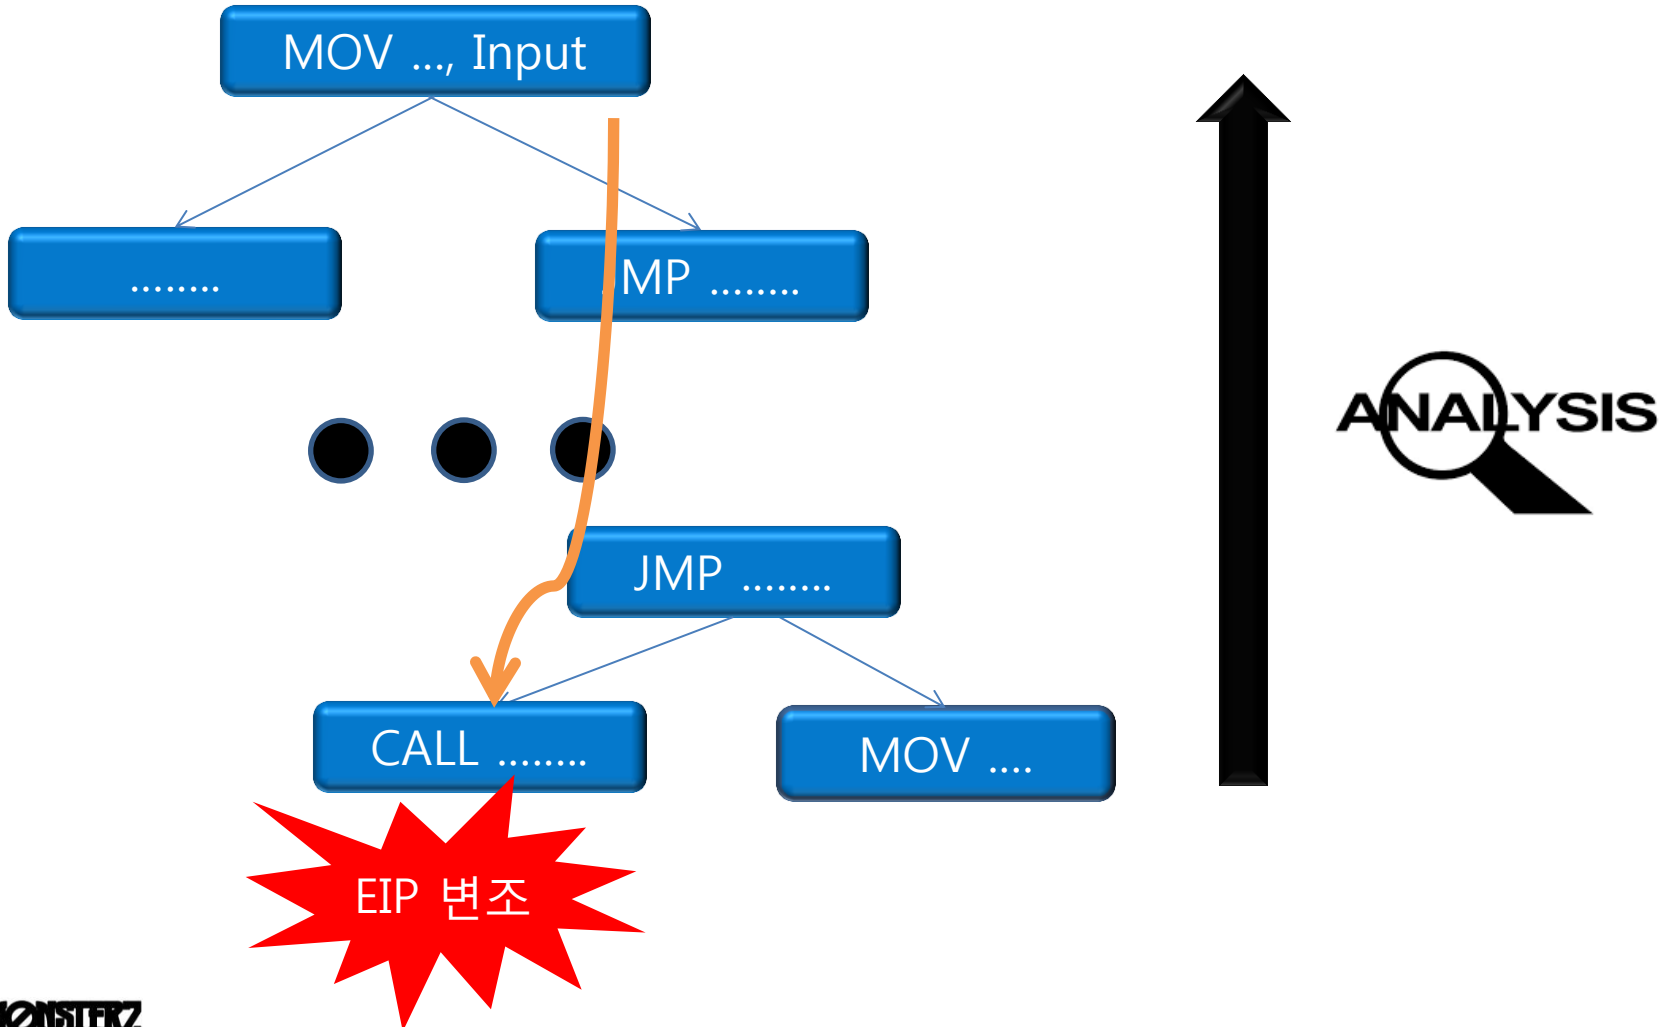 MOV ..., Input
........
JMP ........
ANALYSIS
JMP ........
CALL ........
MOV ....
EIP 변조